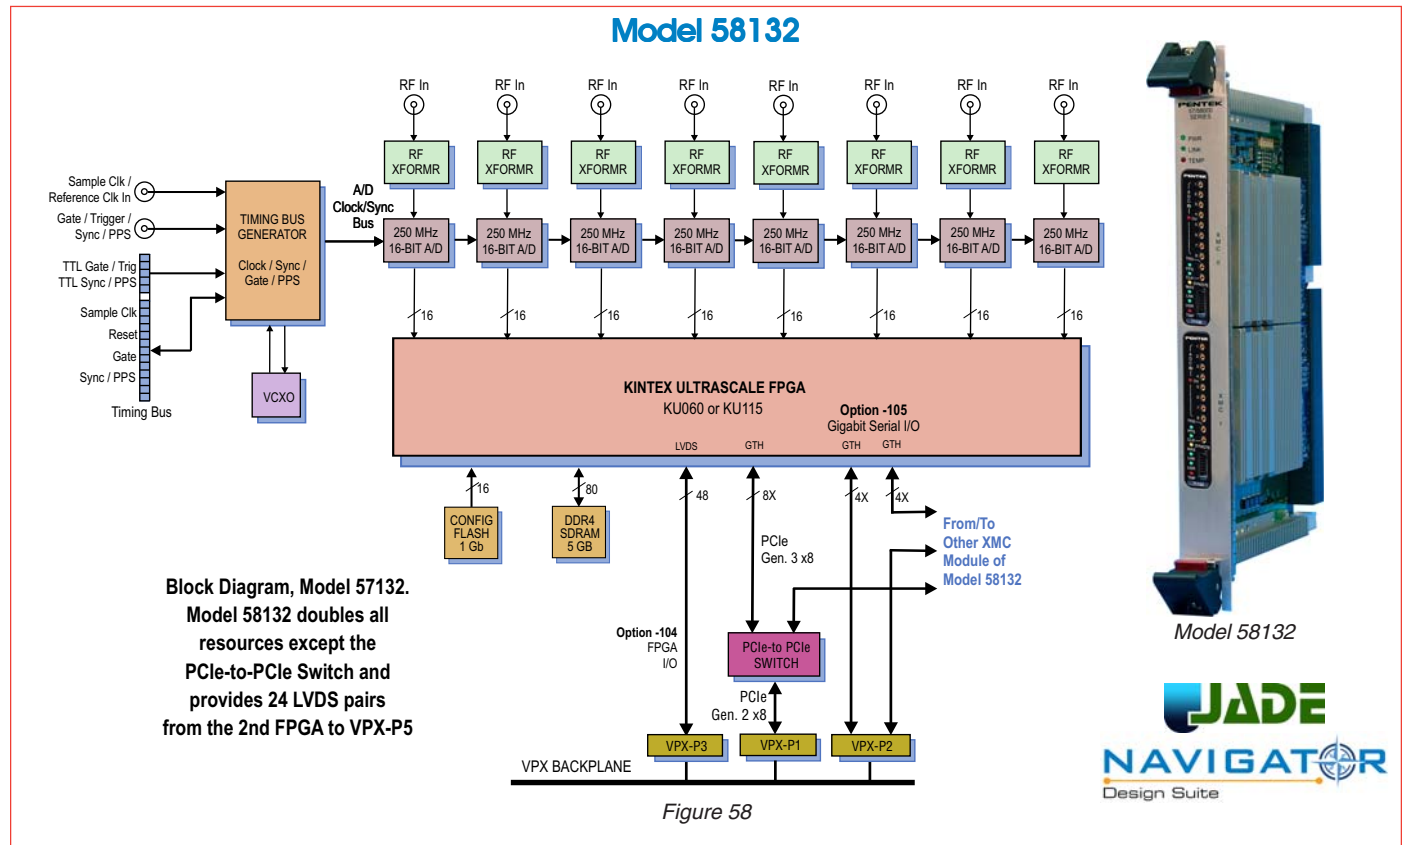 Model 58132
RF In
RF In
RF In
RF In
RF In
RF In
RF In
RF In
RF
XFORMR
RF
XFORMR
RF
XFORMR
RF
XFORMR
RF
XFORMR
RF
XFORMR
RF
XFORMR
RF
XFORMR
Sample Clk /
Reference Clk In
Gate / Trigger /
Sync / PPS
TTL Gate / Trig
TTL Sync / PPS
Sample Clk
Reset
Gate
Sync / PPS
Timing Bus
TIMING BUS
GENERATOR
Clock / Sync /
Gate / PPS
VCXO
A/D
Clock/Sync
Bus
250 MHz
16-BIT A/D
250 MHz
16-BIT A/D
250 MHz
16-BIT A/D
250 MHz
16-BIT A/D
250 MHz
16-BIT A/D
250 MHz
16-BIT A/D
250 MHz
16-BIT A/D
250 MHz
16-BIT A/D
16
16
16
16
16
16
16
16
KINTEX ULTRASCALE FPGA
KU060 or KU115
Option -105
Gigabit Serial I/O
LVDS
GTH
GTH
GTH
16
80
48
8X
4X
4X
CONFIG
FLASH
1 Gb
DDR4
SDRAM
5 GB
PCIe
Gen. 3 x8
From/To
Other XMC
Module of
Model 58132
Block Diagram, Model 57132.
Model 58132 doubles all
resources except the
PCIe-to-PCIe Switch and
provides 24 LVDS pairs
from the 2nd FPGA to VPX-P5
Option -104
FPGA
I/O
PCIe-to PCIe
SWITCH
PCIe
Gen. 2 x8
VPX-P3
VPX-P1
VPX-P2
VPX BACKPLANE
Figure 58
PENTEK
SERIES
PWR
LINK
TEMP
PENTEK
PENTEK
Model 58132
JADE
NAVIGATOR
Design Suite